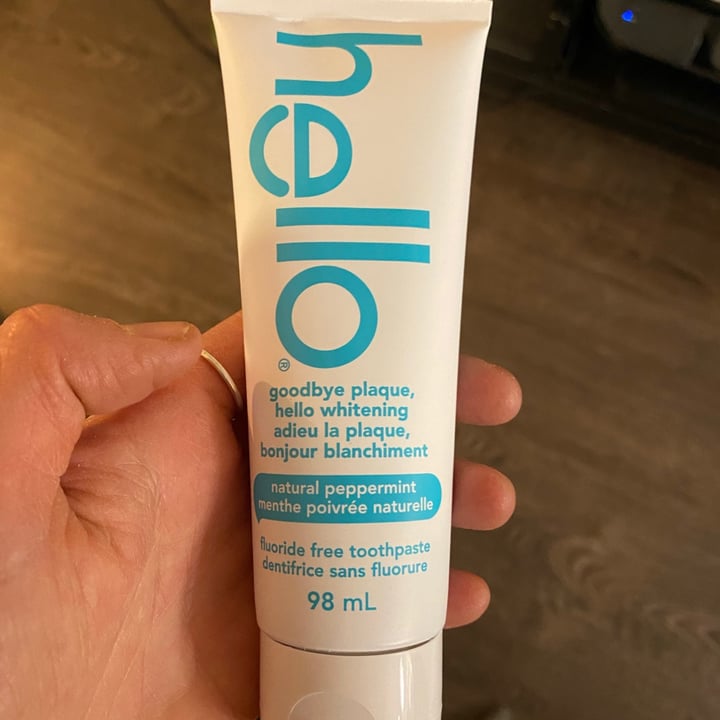 hello®
goodbye plaque,
hello whitening
adieu la plaque,
bonjour blanchiment
natural peppermint
menthe poivrée naturelle
fluoride free toothpaste
dentifrice sans fluorure
98 mL